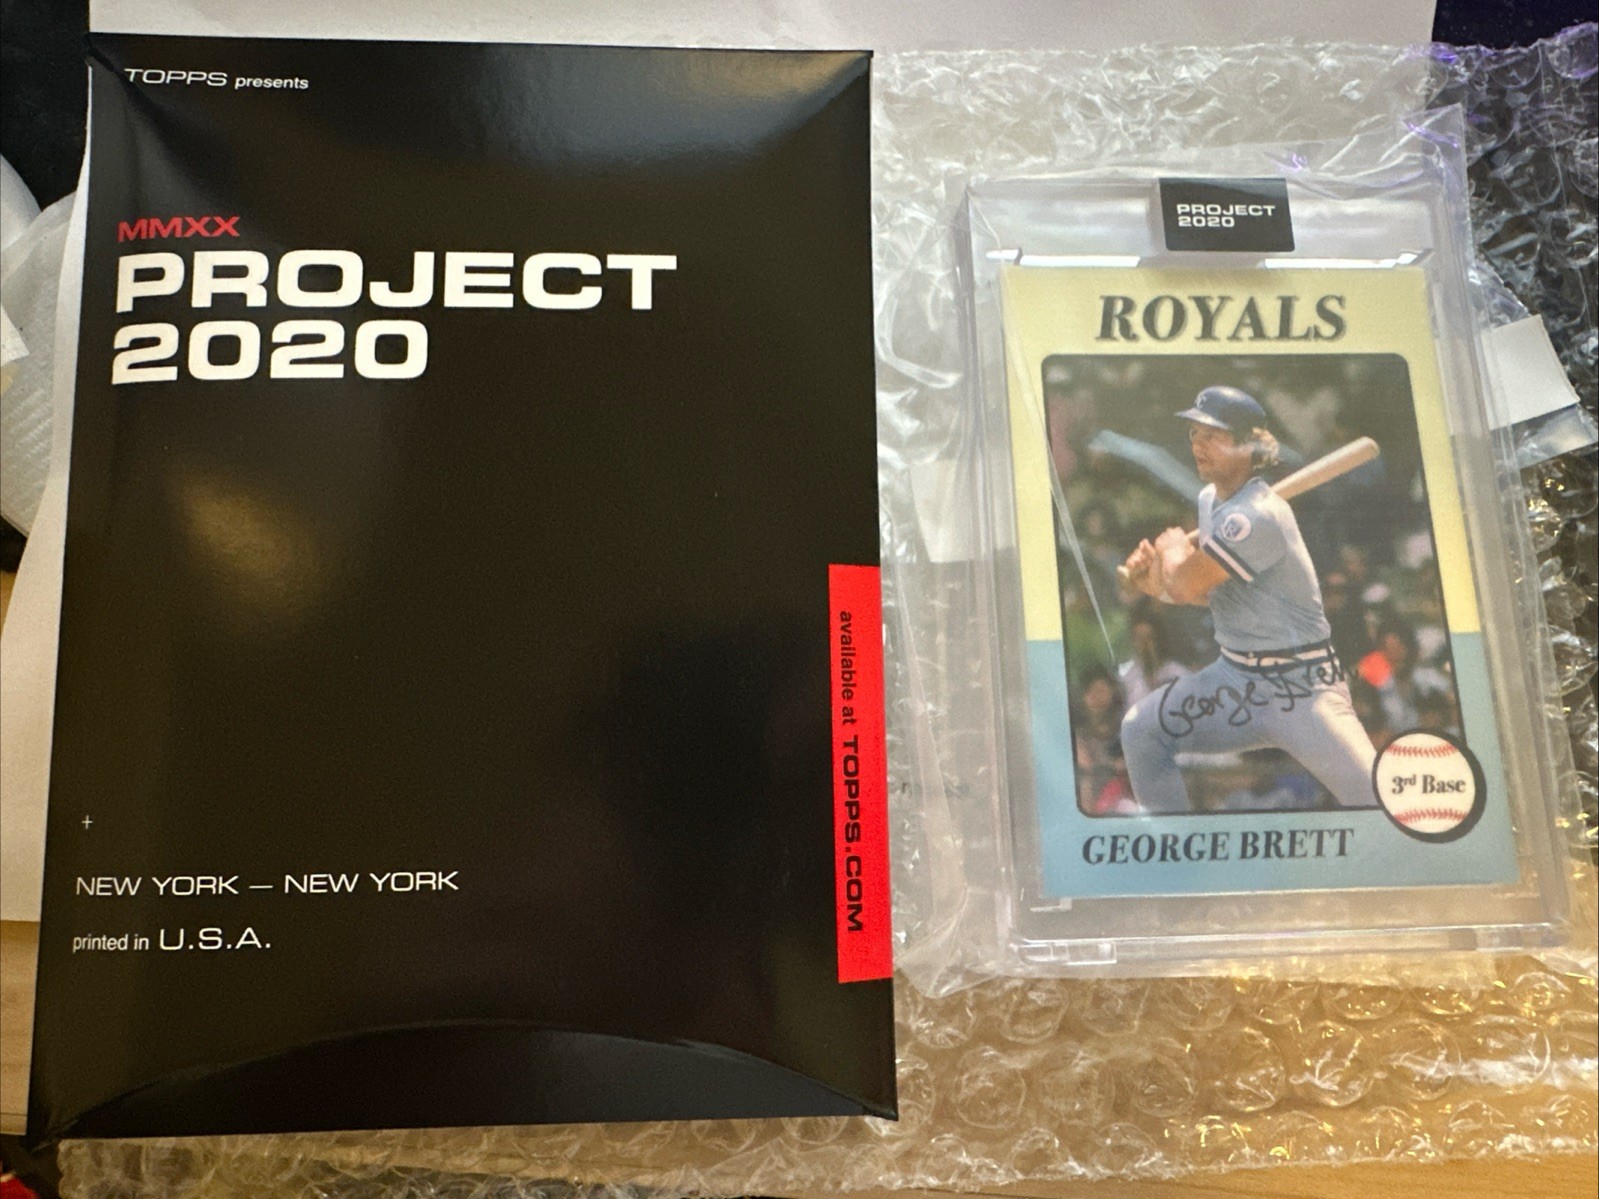 TOPPS presents
MMXX
PROJECT
2020
available at TOPPS.COM
+
NEW YORK — NEW YORK
printed in U.S.A.
PROJECT
2020
ROYALS
R
George Brett
3rd Base
GEORGE BRETT